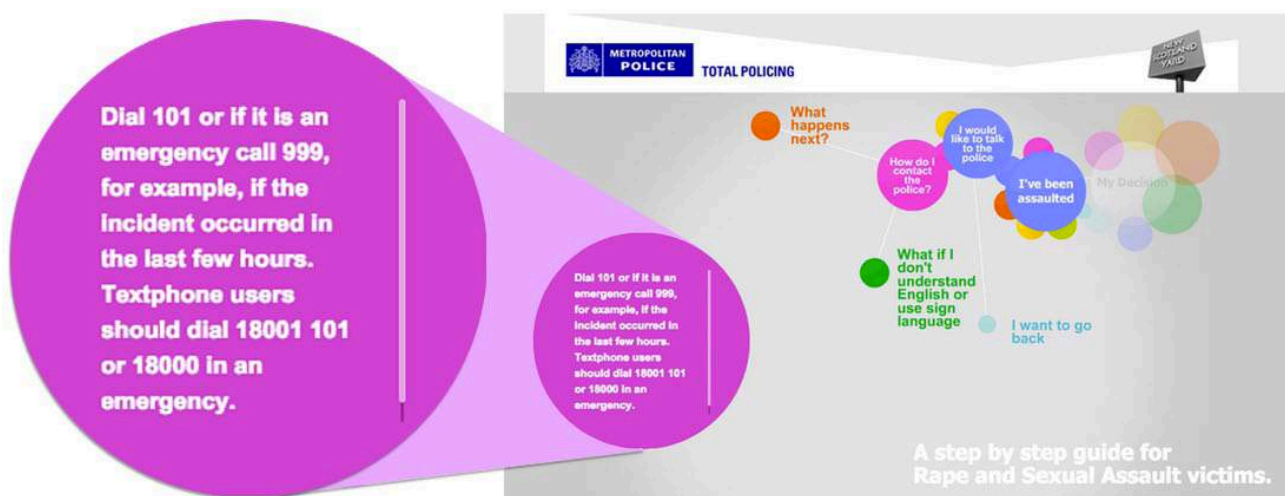 Dial 101 or if it is an
emergency call 999,
for example, if the
incident occurred in
the last few hours.
Textphone users
should dial 18001 101
or 18000 in an
emergency.
METROPOLITAN
POLICE
TOTAL POLICING
NEW
SCOTLAND
YARD
What
happens
next?
I would
like to talk
to the
police
How do I
contact
the
police?
I've been
assaulted
My Decision
What if I
don't
understand
English or
use sign
language
I want to go
back
Dial 101 or if it is an
emergency call 999,
for example, if the
incident occurred in
the last few hours.
Textphone users
should dial 18001 101
or 18000 in an
emergency.
A step by step guide for
Rape and Sexual Assault victims.